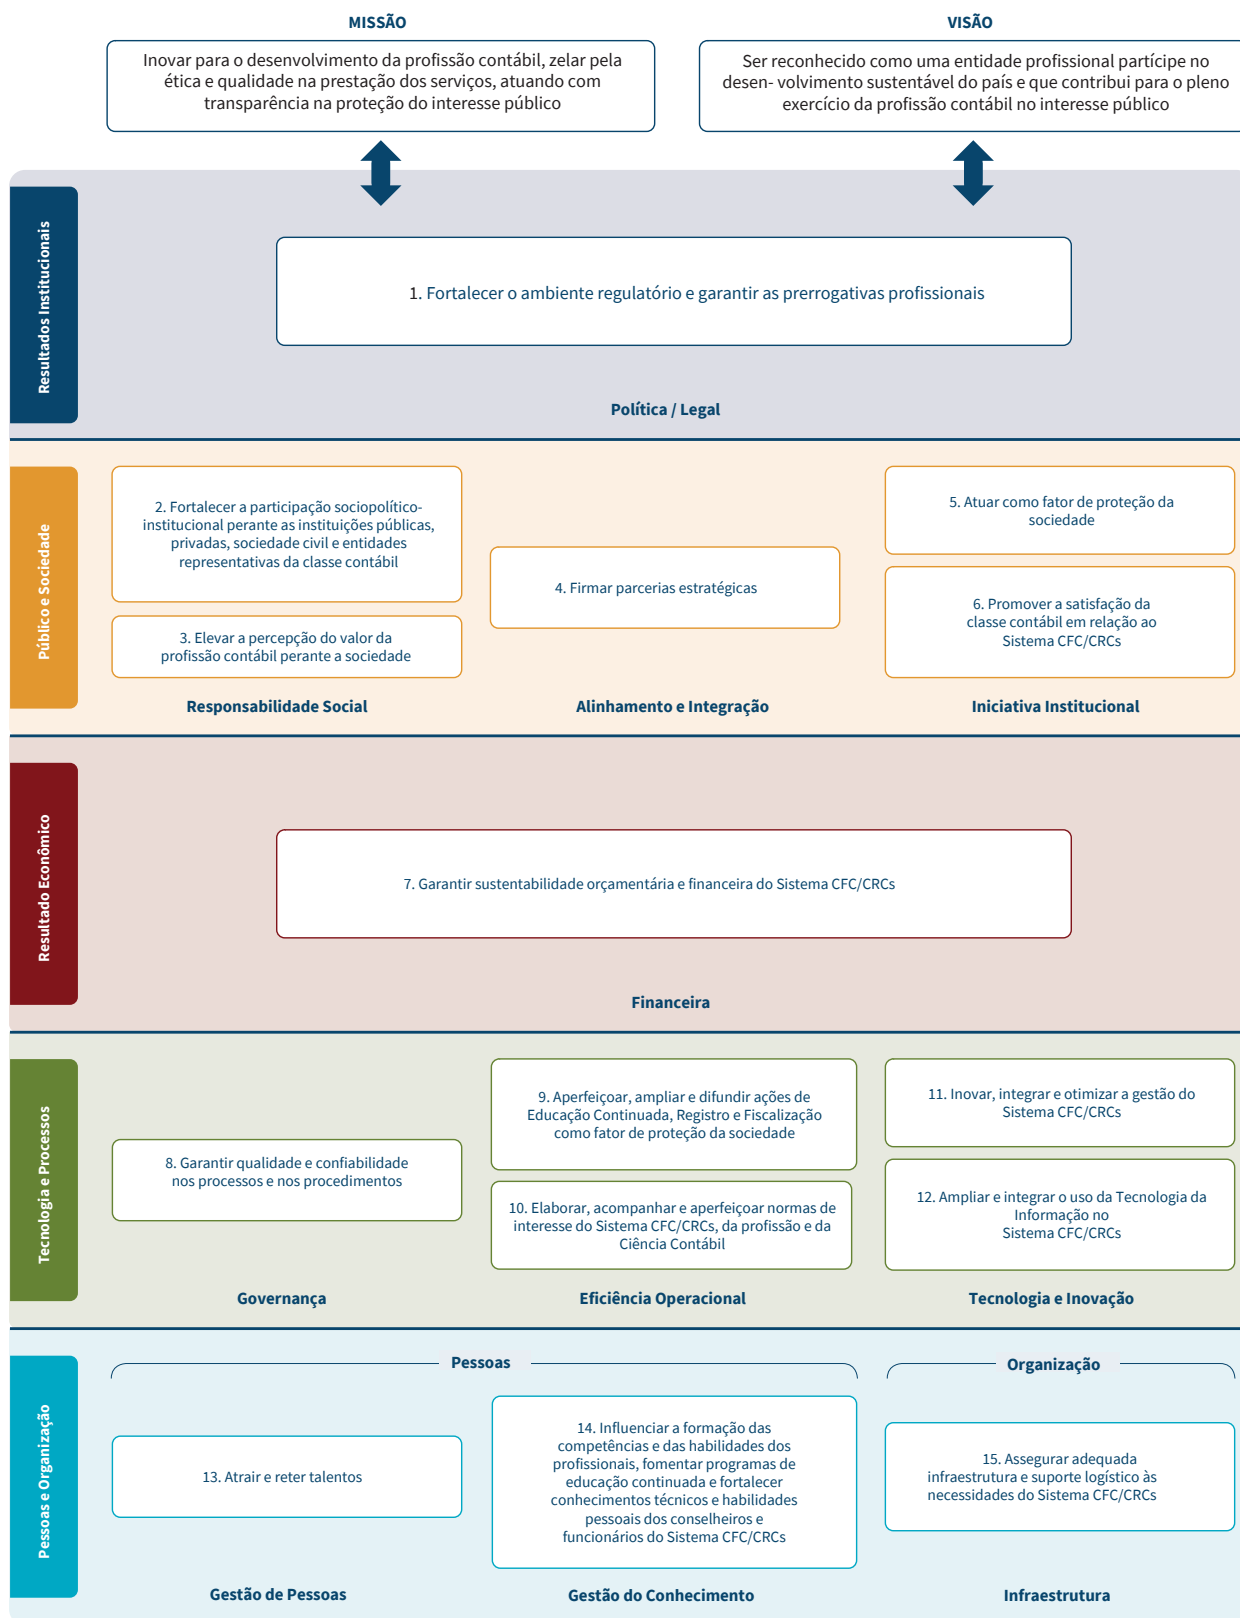 MISSÃO
Inovar para o desenvolvimento da profissão contábil, zelar pela
ética e qualidade na prestação dos serviços, atuando com
transparência na proteção do interesse público
VISÃO
Ser reconhecido como uma entidade profissional partícipe no
desen- volvimento sustentável do país e que contribui para o pleno
exercício da profissão contábil no interesse público
Resultados Institucionais
1. Fortalecer o ambiente regulatório e garantir as prerrogativas profissionais
Política / Legal
Público e Sociedade
2. Fortalecer a participação sociopolítico-
institucional perante as instituições públicas,
privadas, sociedade civil e entidades
representativas da classe contábil
3. Elevar a percepção do valor da
profissão contábil perante a sociedade
Responsabilidade Social
4. Firmar parcerias estratégicas
Alinhamento e Integração
5. Atuar como fator de proteção da
sociedade
6. Promover a satisfação da
classe contábil em relação ao
Sistema CFC/CRCs
Iniciativa Institucional
Resultado Econômico
7. Garantir sustentabilidade orçamentária e financeira do Sistema CFC/CRCs
Financeira
Tecnologia e Processos
8. Garantir qualidade e confiabilidade
nos processos e nos procedimentos
Governança
9. Aperfeiçoar, ampliar e difundir ações de
Educação Continuada, Registro e Fiscalização
como fator de proteção da sociedade
10. Elaborar, acompanhar e aperfeiçoar normas de
interesse do Sistema CFC/CRCs, da profissão e da
Ciência Contábil
Eficiência Operacional
11. Inovar, integrar e otimizar a gestão do
Sistema CFC/CRCs
12. Ampliar e integrar o uso da Tecnologia da
Informação no
Sistema CFC/CRCs
Tecnologia e Inovação
Pessoas e Organização
Pessoas
13. Atrair e reter talentos
Gestão de Pessoas
14. Influenciar a formação das
competências e das habilidades dos
profissionais, fomentar programas de
educação continuada e fortalecer
conhecimentos técnicos e habilidades
pessoais dos conselheiros e
funcionários do Sistema CFC/CRCs
Gestão do Conhecimento
Organização
15. Assegurar adequada
infraestrutura e suporte logístico às
necessidades do Sistema CFC/CRCs
Infraestrutura